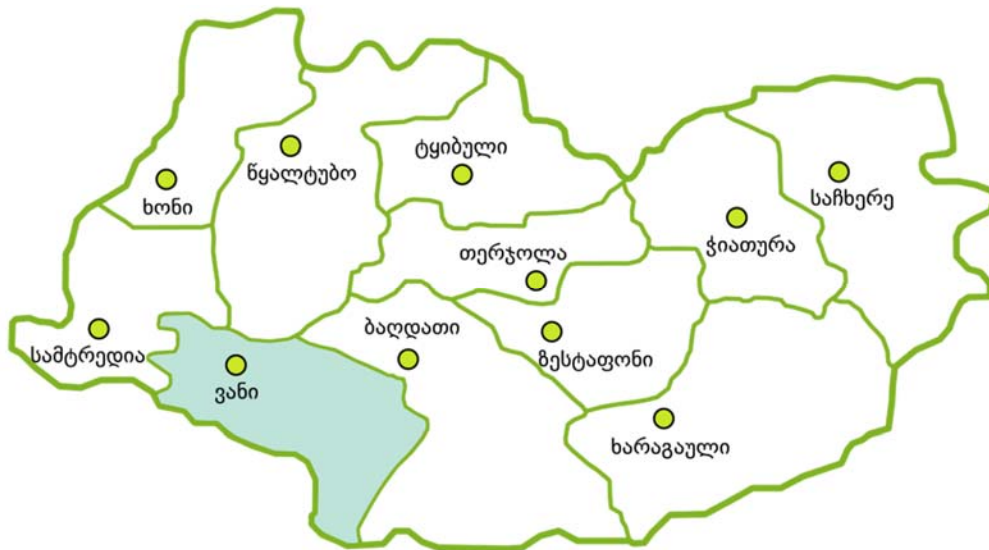 ტყიბული
წყალტუბო
საჩხერე
ხონი
ჭიათურა
თერჯოლა
ბაღდათი
სამტრედია
ზესტაფონი
ვანი
ხარაგაული